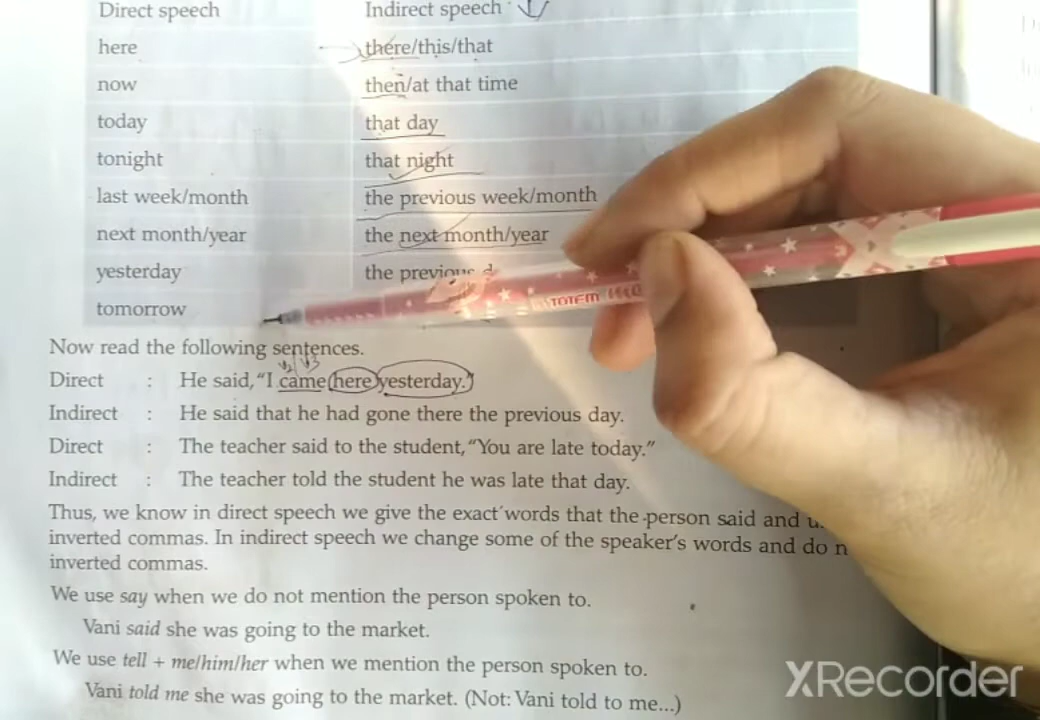 Direct speech Indirect speech
here there/this/that
now then/at that time
today that day
tonight that night
last week/month the previous week/month
next month/year the next month/year
yesterday the previous
tomorrow
TOTEM
Now read the following sentences.
V2/V3
Direct : He said, “I came here yesterday.”
Indirect : He said that he had gone there the previous day.
Direct : The teacher said to the student, “You are late today.”
Indirect : The teacher told the student he was late that day.
Thus, we know in direct speech we give the exact words that the person said and
inverted commas. In indirect speech we change some of the speaker's words and do
inverted commas.
We use say when we do not mention the person spoken to.
Vani said she was going to the market.
We use tell + me/him/her when we mention the person spoken to.
Vani told me she was going to the market. (Not: Vani told to me...)
XRecorder